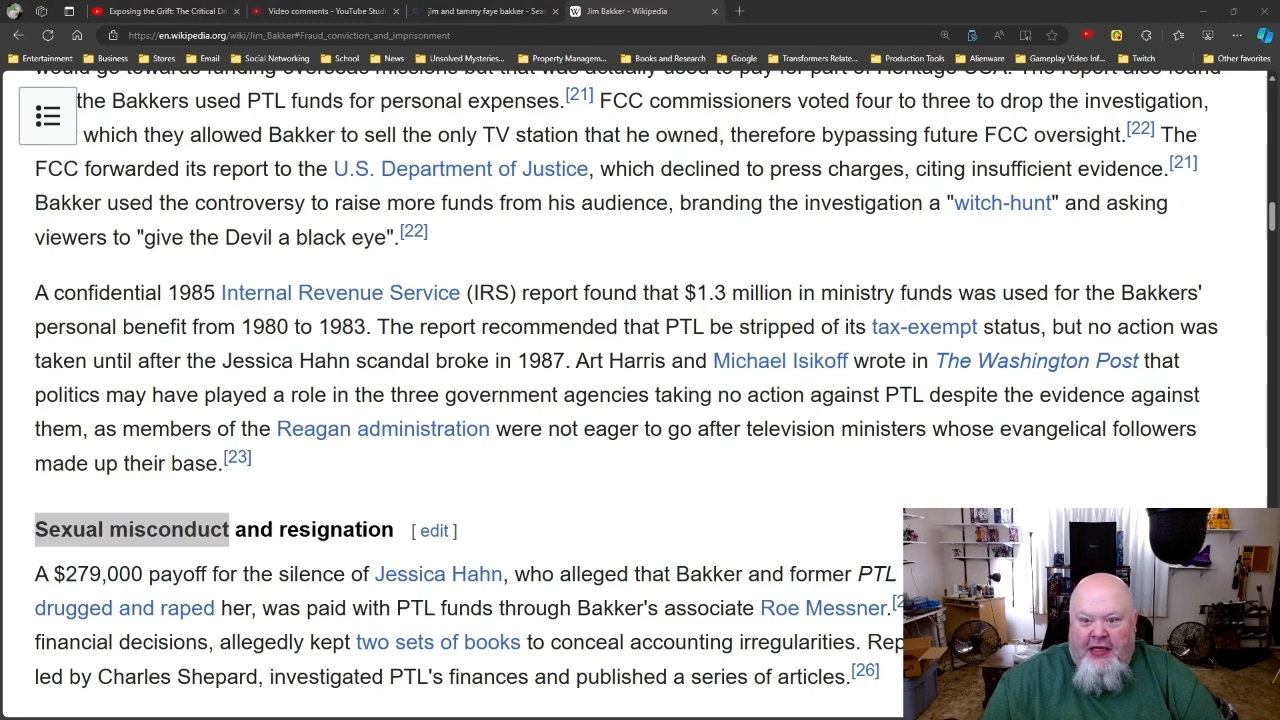 Exposing the Grift: The Critical Dr
Video comments - YouTube Studi
jim and tammy faye bakker - Sear
Jim Bakker - Wikipedia
https://en.wikipedia.org/wiki/Jim_Bakker#Fraud_conviction_and_imprisonment
Entertainment Business Stores Email Social Networking School News Unsolved Mysteries... Property Managem... Books and Research Google Transformers Relate... Production Tools Alienware Gameplay Vide Inf... Twitch Other favorites
would go towards funding overseas missions but that was actually used to pay for part of Heritage USA. The report also found
the Bakkers used PTL funds for personal expenses.[21] FCC commissioners voted four to three to drop the investigation,
which they allowed Bakker to sell the only TV station that he owned, therefore bypassing future FCC oversight.[22] The
FCC forwarded its report to the U.S. Department of Justice, which declined to press charges, citing insufficient evidence.[21]
Bakker used the controversy to raise more funds from his audience, branding the investigation a "witch-hunt" and asking
viewers to "give the Devil a black eye".[22]
A confidential 1985 Internal Revenue Service (IRS) report found that $1.3 million in ministry funds was used for the Bakkers'
personal benefit from 1980 to 1983. The report recommended that PTL be stripped of its tax-exempt status, but no action was
taken until after the Jessica Hahn scandal broke in 1987. Art Harris and Michael Isikoff wrote in The Washington Post that
politics may have played a role in the three government agencies taking no action against PTL despite the evidence against
them, as members of the Reagan administration were not eager to go after television ministers whose evangelical followers
made up their base.[23]
Sexual misconduct and resignation [ edit ]
A $279,000 payoff for the silence of Jessica Hahn, who alleged that Bakker and former PTL
drugged and raped her, was paid with PTL funds through Bakker's associate Roe Messner.[2
financial decisions, allegedly kept two sets of books to conceal accounting irregularities. Rep
led by Charles Shepard, investigated PTL's finances and published a series of articles.[26]